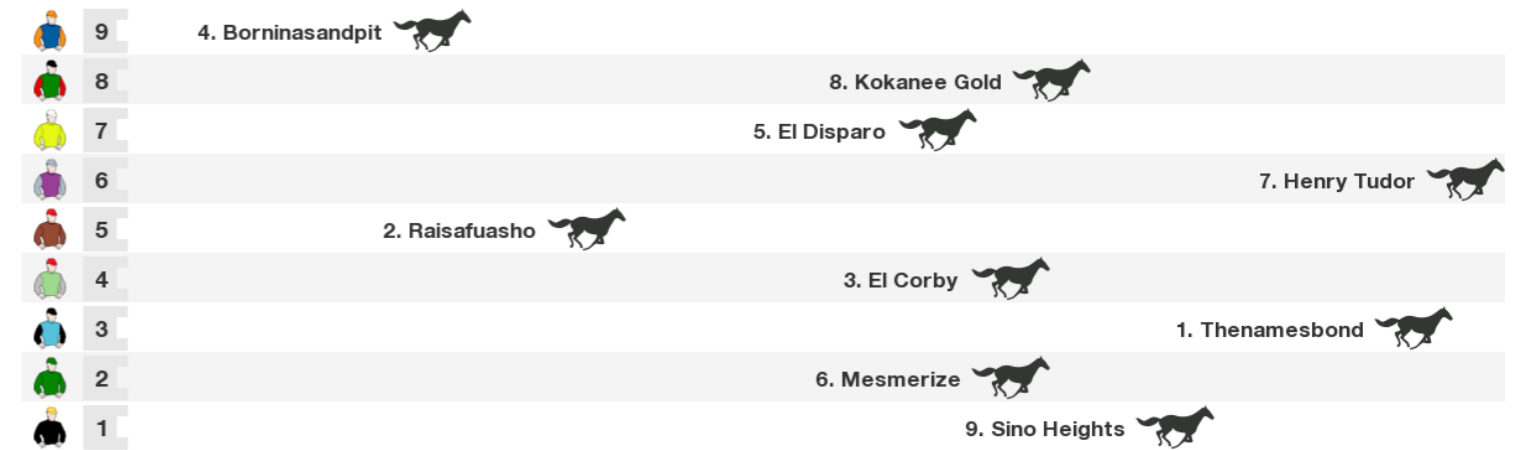 9 4. Borninasandpit
8 8. Kokanee Gold
7 5. El Disparo
6 7. Henry Tudor
5 2. Raisafuasho
4 3. El Corby
3 1. Thenamesbond
2 6. Mesmerize
1 9. Sino Heights